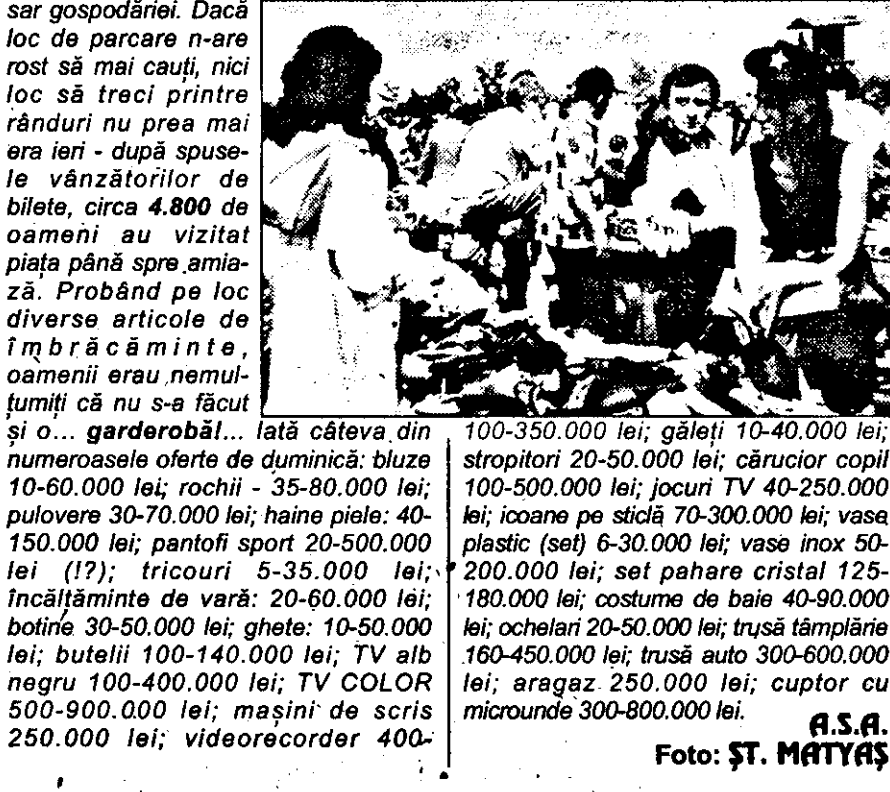 sar gospodăriei. Dacă
loc de parcare n-are
rost să mai cauți, nici
loc să treci printre
rânduri nu prea mai
era ieri - după spuse-
le vânzătorilor de
bilete, circa 4.800 de
oameni au vizitat
piața până spre amia-
ză. Probând pe loc
diverse articole de
îmbrăcăminte,
oamenii erau nemul-
țumiți că nu s-a făcut
și o... garderobă!... Iată câteva din
numeroasele oferte de duminică: bluze
10-60.000 lei; rochii - 35-80.000 lei;
pulovere 30-70.000 lei; haine piele: 40-
150.000 lei; pantofi sport 20-500.000
lei (!?); tricouri 5-35.000 lei;
încălțăminte de vară: 20-60.000 lei;
botine 30-50.000 lei; ghete: 10-50.000
lei; butelii 100-140.000 lei; TV alb
negru 100-400.000 lei; TV COLOR
500-900.000 lei; mașini de scris
250.000 lei; videorecorder 400-
100-350.000 lei; găleți 10-40.000 lei;
stropitori 20-50.000 lei; cărucior copil
100-500.000 lei; jocuri TV 40-250.000
lei; icoane pe sticlă 70-300.000 lei; vase
plastic (set) 6-30.000 lei; vase inox 50-
200.000 lei; set pahare cristal 125-
180.000 lei; costume de baie 40-90.000
lei; ochelari 20-50.000 lei; trusă tâmplărie
160-450.000 lei; trusă auto 300-600.000
lei; aragaz 250.000 lei; cuptor cu
microunde 300-800.000 lei.
A.S.A.
Foto: ȘT. MATYAȘ